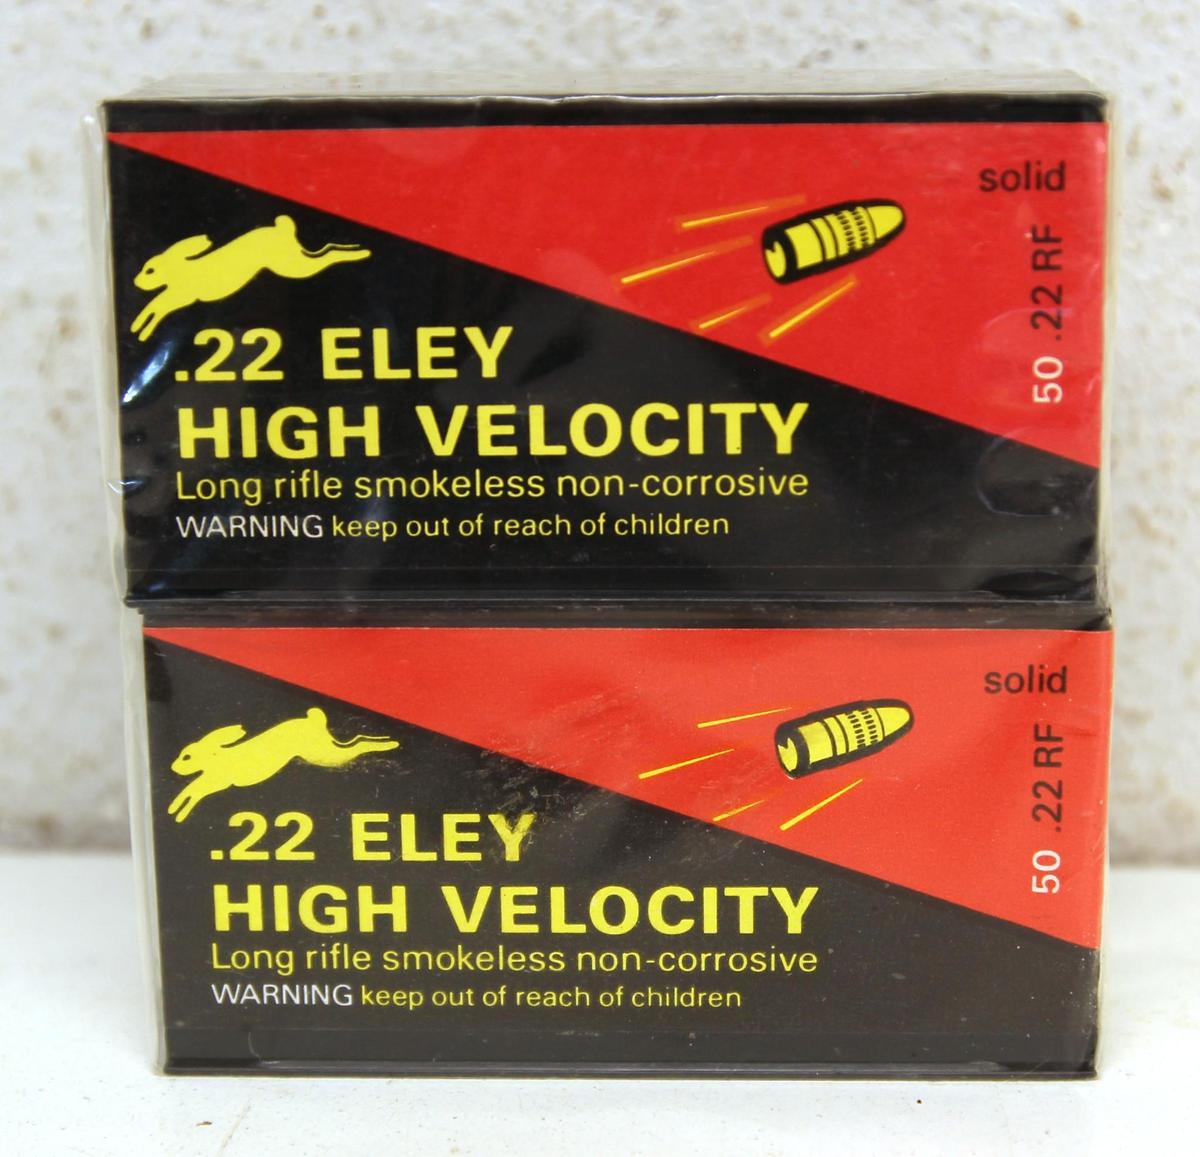 solid
50 .22 RF
.22 ELEY
HIGH VELOCITY
Long rifle smokeless non-corrosive
WARNING keep out of reach of children
solid
50 .22 RF
.22 ELEY
HIGH VELOCITY
Long rifle smokeless non-corrosive
WARNING keep out of reach of children